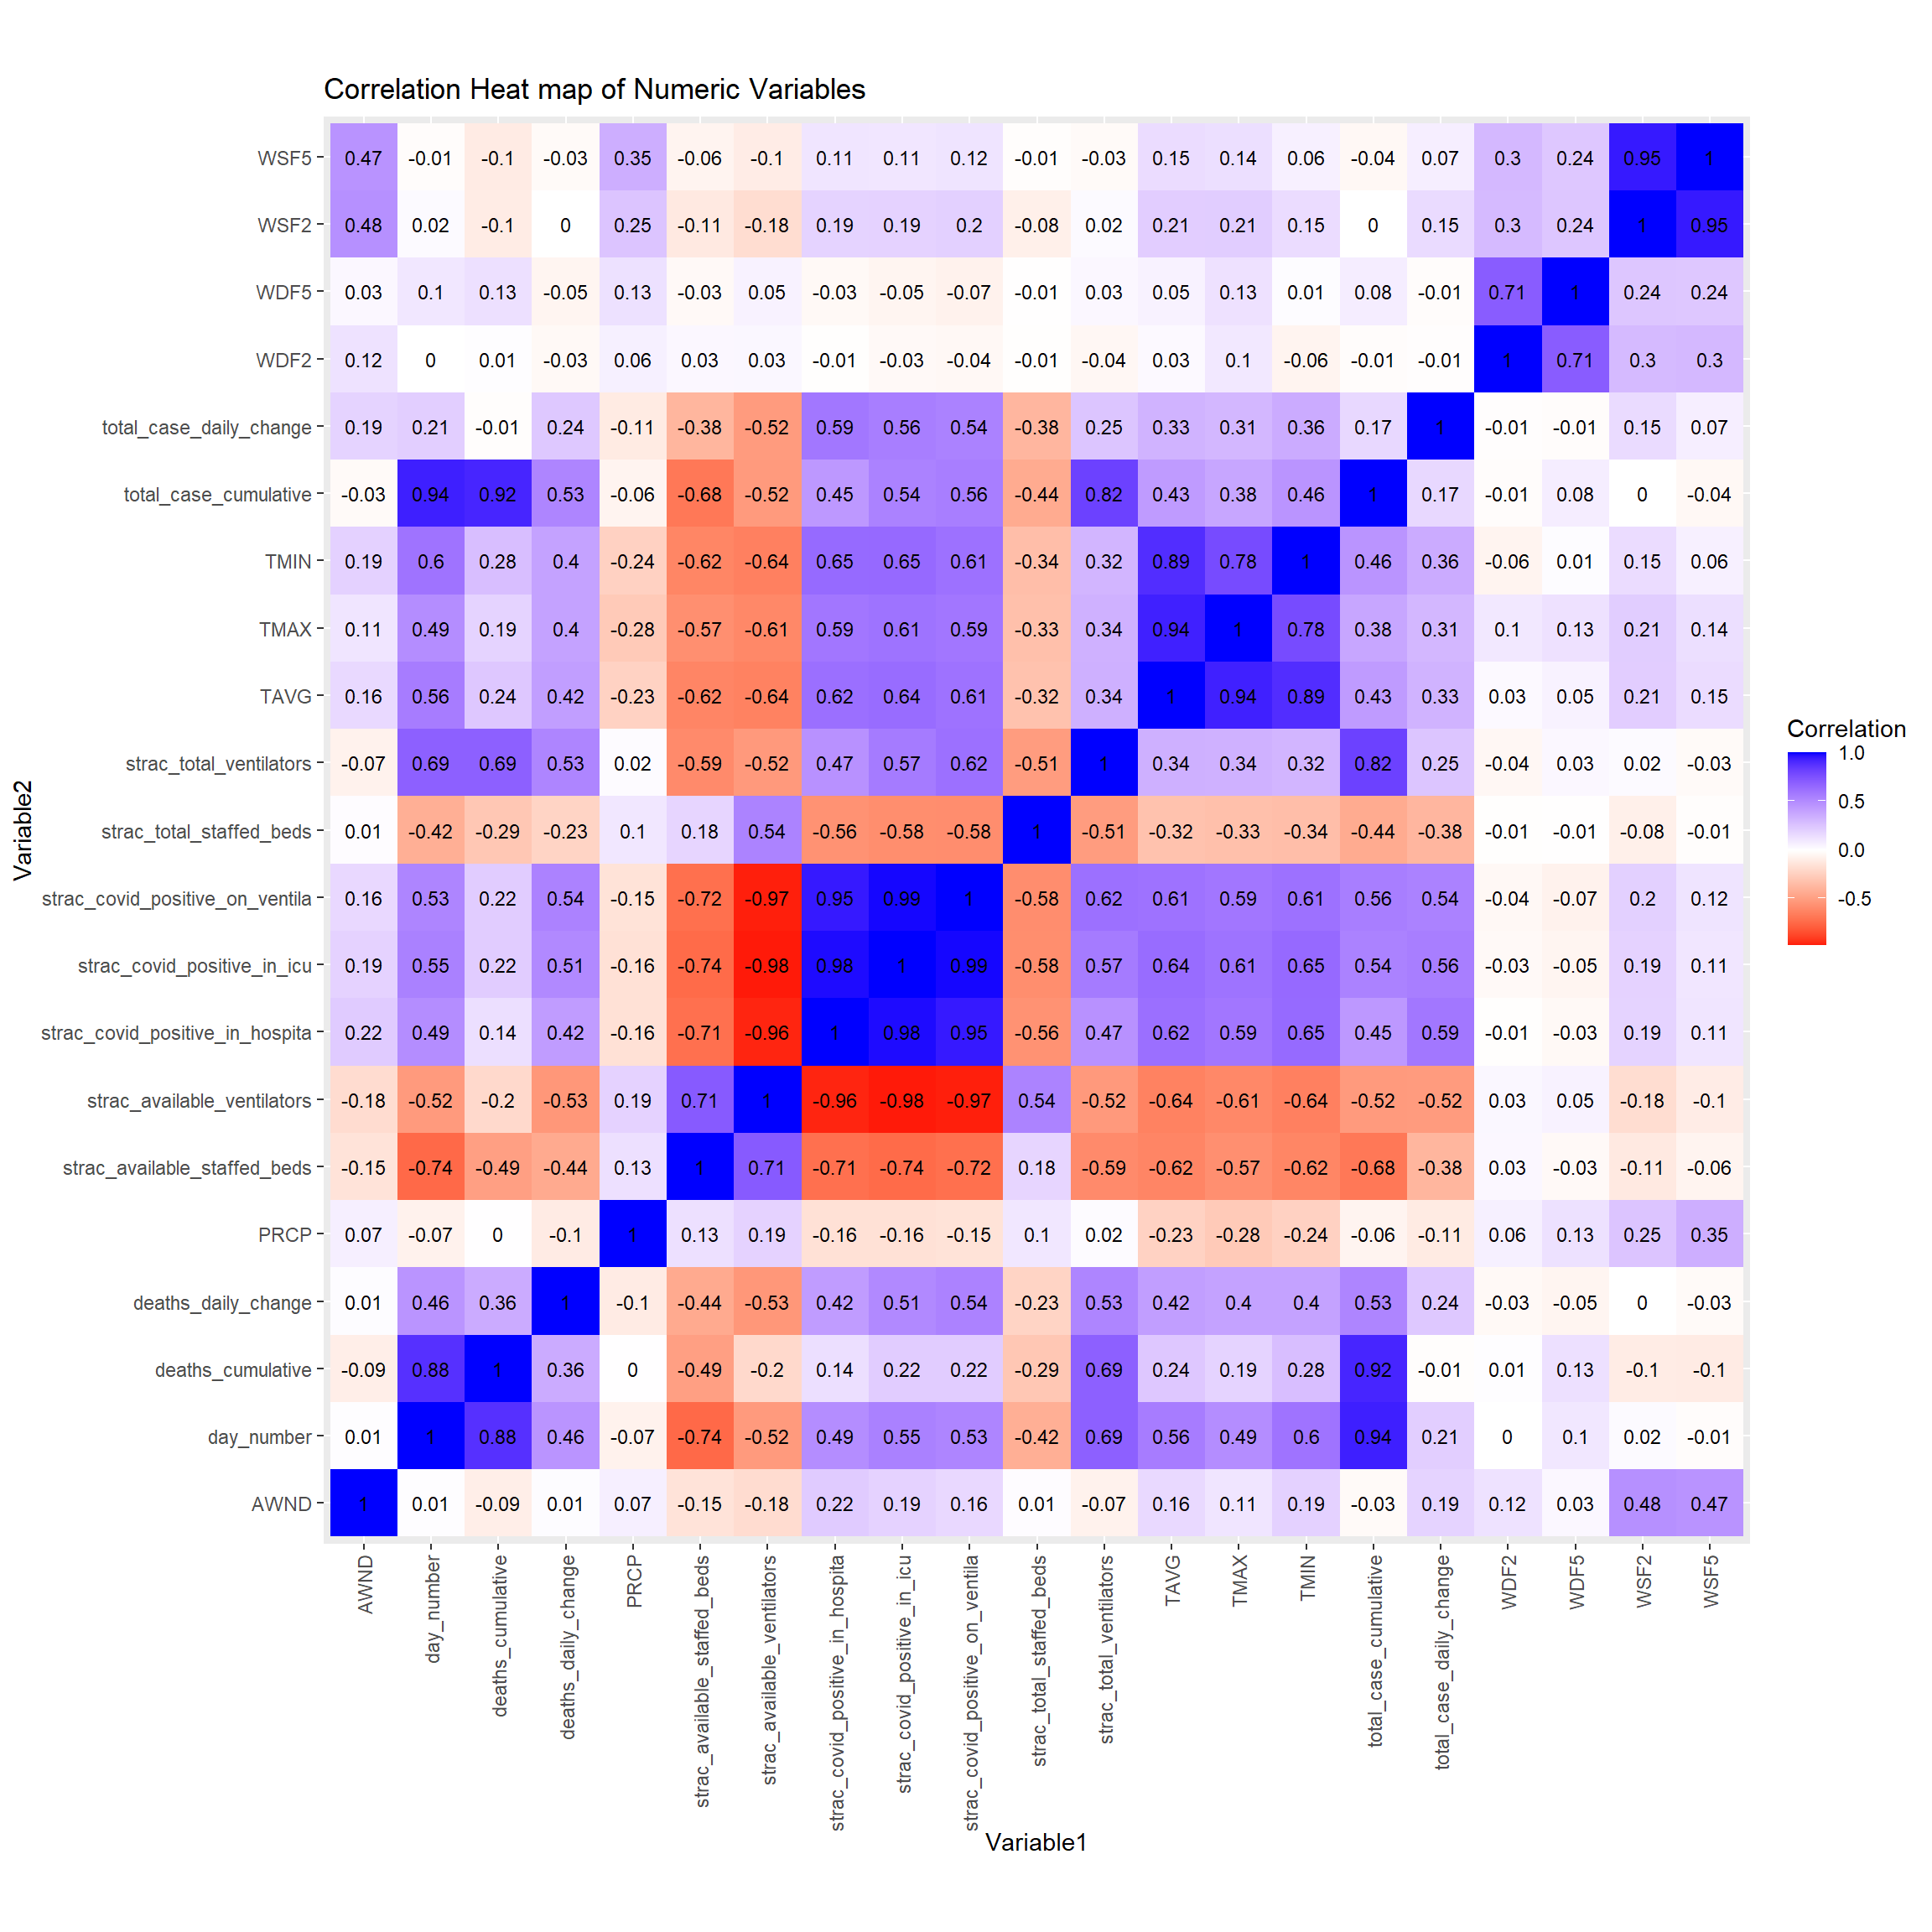 Correlation Heat map of Numeric Variables
WSF5 0.47 -0.01 -0.1 -0.03 0.35 -0.06 -0.1 0.11 0.11 0.12 -0.01 -0.03 0.15 0.14 0.06 -0.04 0.07 0.3 0.24 0.95 1
WSF2 0.48 0.02 -0.1 0 0.25 -0.11 -0.18 0.19 0.19 0.2 -0.08 0.02 0.21 0.21 0.15 0 0.15 0.3 0.24 1 0.95
WDF5 0.03 0.1 0.13 -0.05 0.13 -0.03 0.05 -0.03 -0.05 -0.07 -0.01 0.03 0.05 0.13 0.01 0.08 -0.01 0.71 1 0.24 0.24
WDF2 0.12 0 0.01 -0.03 0.06 0.03 0.03 -0.01 -0.03 -0.04 -0.01 -0.04 0.03 0.1 -0.06 -0.01 -0.01 1 0.71 0.3 0.3
total_case_daily_change 0.19 0.21 -0.01 0.24 -0.11 -0.38 -0.52 0.59 0.56 0.54 -0.38 0.25 0.33 0.31 0.36 0.17 1 -0.01 -0.01 0.15 0.07
total_case_cumulative -0.03 0.94 0.92 0.53 -0.06 -0.68 -0.52 0.45 0.54 0.56 -0.44 0.82 0.43 0.38 0.46 1 0.17 -0.01 0.08 0 -0.04
TMIN 0.19 0.6 0.28 0.4 -0.24 -0.62 -0.64 0.65 0.65 0.61 -0.34 0.32 0.89 0.78 1 0.46 0.36 -0.06 0.01 0.15 0.06
TMAX 0.11 0.49 0.19 0.4 -0.28 -0.57 -0.61 0.59 0.61 0.59 -0.33 0.34 0.94 1 0.78 0.38 0.31 0.1 0.13 0.21 0.14
TAVG 0.16 0.56 0.24 0.42 -0.23 -0.62 -0.64 0.62 0.64 0.61 -0.32 0.34 1 0.94 0.89 0.43 0.33 0.03 0.05 0.21 0.15
strac_total_ventilators -0.07 0.69 0.69 0.53 0.02 -0.59 -0.52 0.47 0.57 0.62 -0.51 1 0.34 0.34 0.32 0.82 0.25 -0.04 0.03 0.02 -0.03
strac_total_staffed_beds 0.01 -0.42 -0.29 -0.23 0.1 0.18 0.54 -0.56 -0.58 -0.58 1 -0.51 -0.32 -0.33 -0.34 -0.44 -0.38 -0.01 -0.01 -0.08 -0.01
strac_covid_positive_on_ventila 0.16 0.53 0.22 0.54 -0.15 -0.72 -0.97 0.95 0.99 1 -0.58 0.62 0.61 0.59 0.61 0.56 0.54 -0.04 -0.07 0.2 0.12
strac_covid_positive_in_icu 0.19 0.55 0.22 0.51 -0.16 -0.74 -0.98 0.98 1 0.99 -0.58 0.57 0.64 0.61 0.65 0.54 0.56 -0.03 -0.05 0.19 0.11
strac_covid_positive_in_hospita 0.22 0.49 0.14 0.42 -0.16 -0.71 -0.96 1 0.98 0.95 -0.56 0.47 0.62 0.59 0.65 0.45 0.59 -0.01 -0.03 0.19 0.11
strac_available_ventilators -0.18 -0.52 -0.2 -0.53 0.19 0.71 1 -0.96 -0.98 -0.97 0.54 -0.52 -0.64 -0.61 -0.64 -0.52 -0.52 0.03 0.05 -0.18 -0.1
strac_available_staffed_beds -0.15 -0.74 -0.49 -0.44 0.13 1 0.71 -0.71 -0.74 -0.72 0.18 -0.59 -0.62 -0.57 -0.62 -0.68 -0.38 0.03 -0.03 -0.11 -0.06
PRCP 0.07 -0.07 0 -0.1 1 0.13 0.19 -0.16 -0.16 -0.15 0.1 0.02 -0.23 -0.28 -0.24 -0.06 -0.11 0.06 0.13 0.25 0.35
deaths_daily_change 0.01 0.46 0.36 1 -0.1 -0.44 -0.53 0.42 0.51 0.54 -0.23 0.53 0.42 0.4 0.4 0.53 0.24 -0.03 -0.05 0 -0.03
deaths_cumulative -0.09 0.88 1 0.36 0 -0.49 -0.2 0.14 0.22 0.22 -0.29 0.69 0.24 0.19 0.28 0.92 -0.01 0.01 0.13 -0.1 -0.1
day_number 0.01 1 0.88 0.46 -0.07 -0.74 -0.52 0.49 0.55 0.53 -0.42 0.69 0.56 0.49 0.6 0.94 0.21 0 0.1 0.02 -0.01
AWND 1 0.01 -0.09 0.01 0.07 -0.15 -0.18 0.22 0.19 0.16 0.01 -0.07 0.16 0.11 0.19 -0.03 0.19 0.12 0.03 0.48 0.47
AWND
day_number
deaths_cumulative
deaths_daily_change
PRCP
strac_available_staffed_beds
strac_available_ventilators
strac_covid_positive_in_hospita
strac_covid_positive_in_icu
strac_covid_positive_on_ventila
strac_total_staffed_beds
strac_total_ventilators
TAVG
TMAX
TMIN
total_case_cumulative
total_case_daily_change
WDF2
WDF5
WSF2
WSF5
Variable1
Variable2
Correlation
1.0
0.5
0.0
-0.5